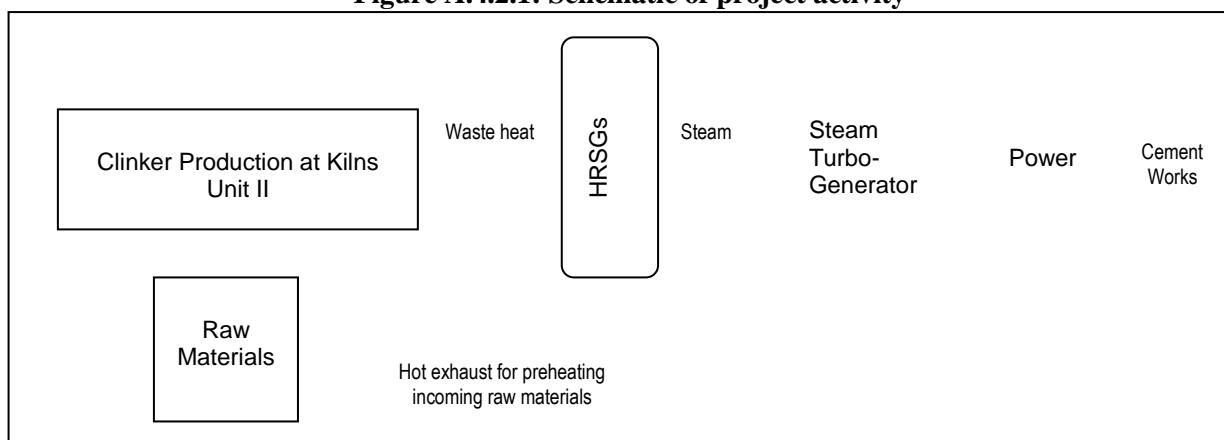 Figure A.4.2.1: Schematic of project activity
Clinker Production at Kilns
Unit II
Waste heat
HRSGs
Steam
Steam
Turbo-
Generator
Power
Cement
Works
Raw
Materials
Hot exhaust for preheating
incoming raw materials